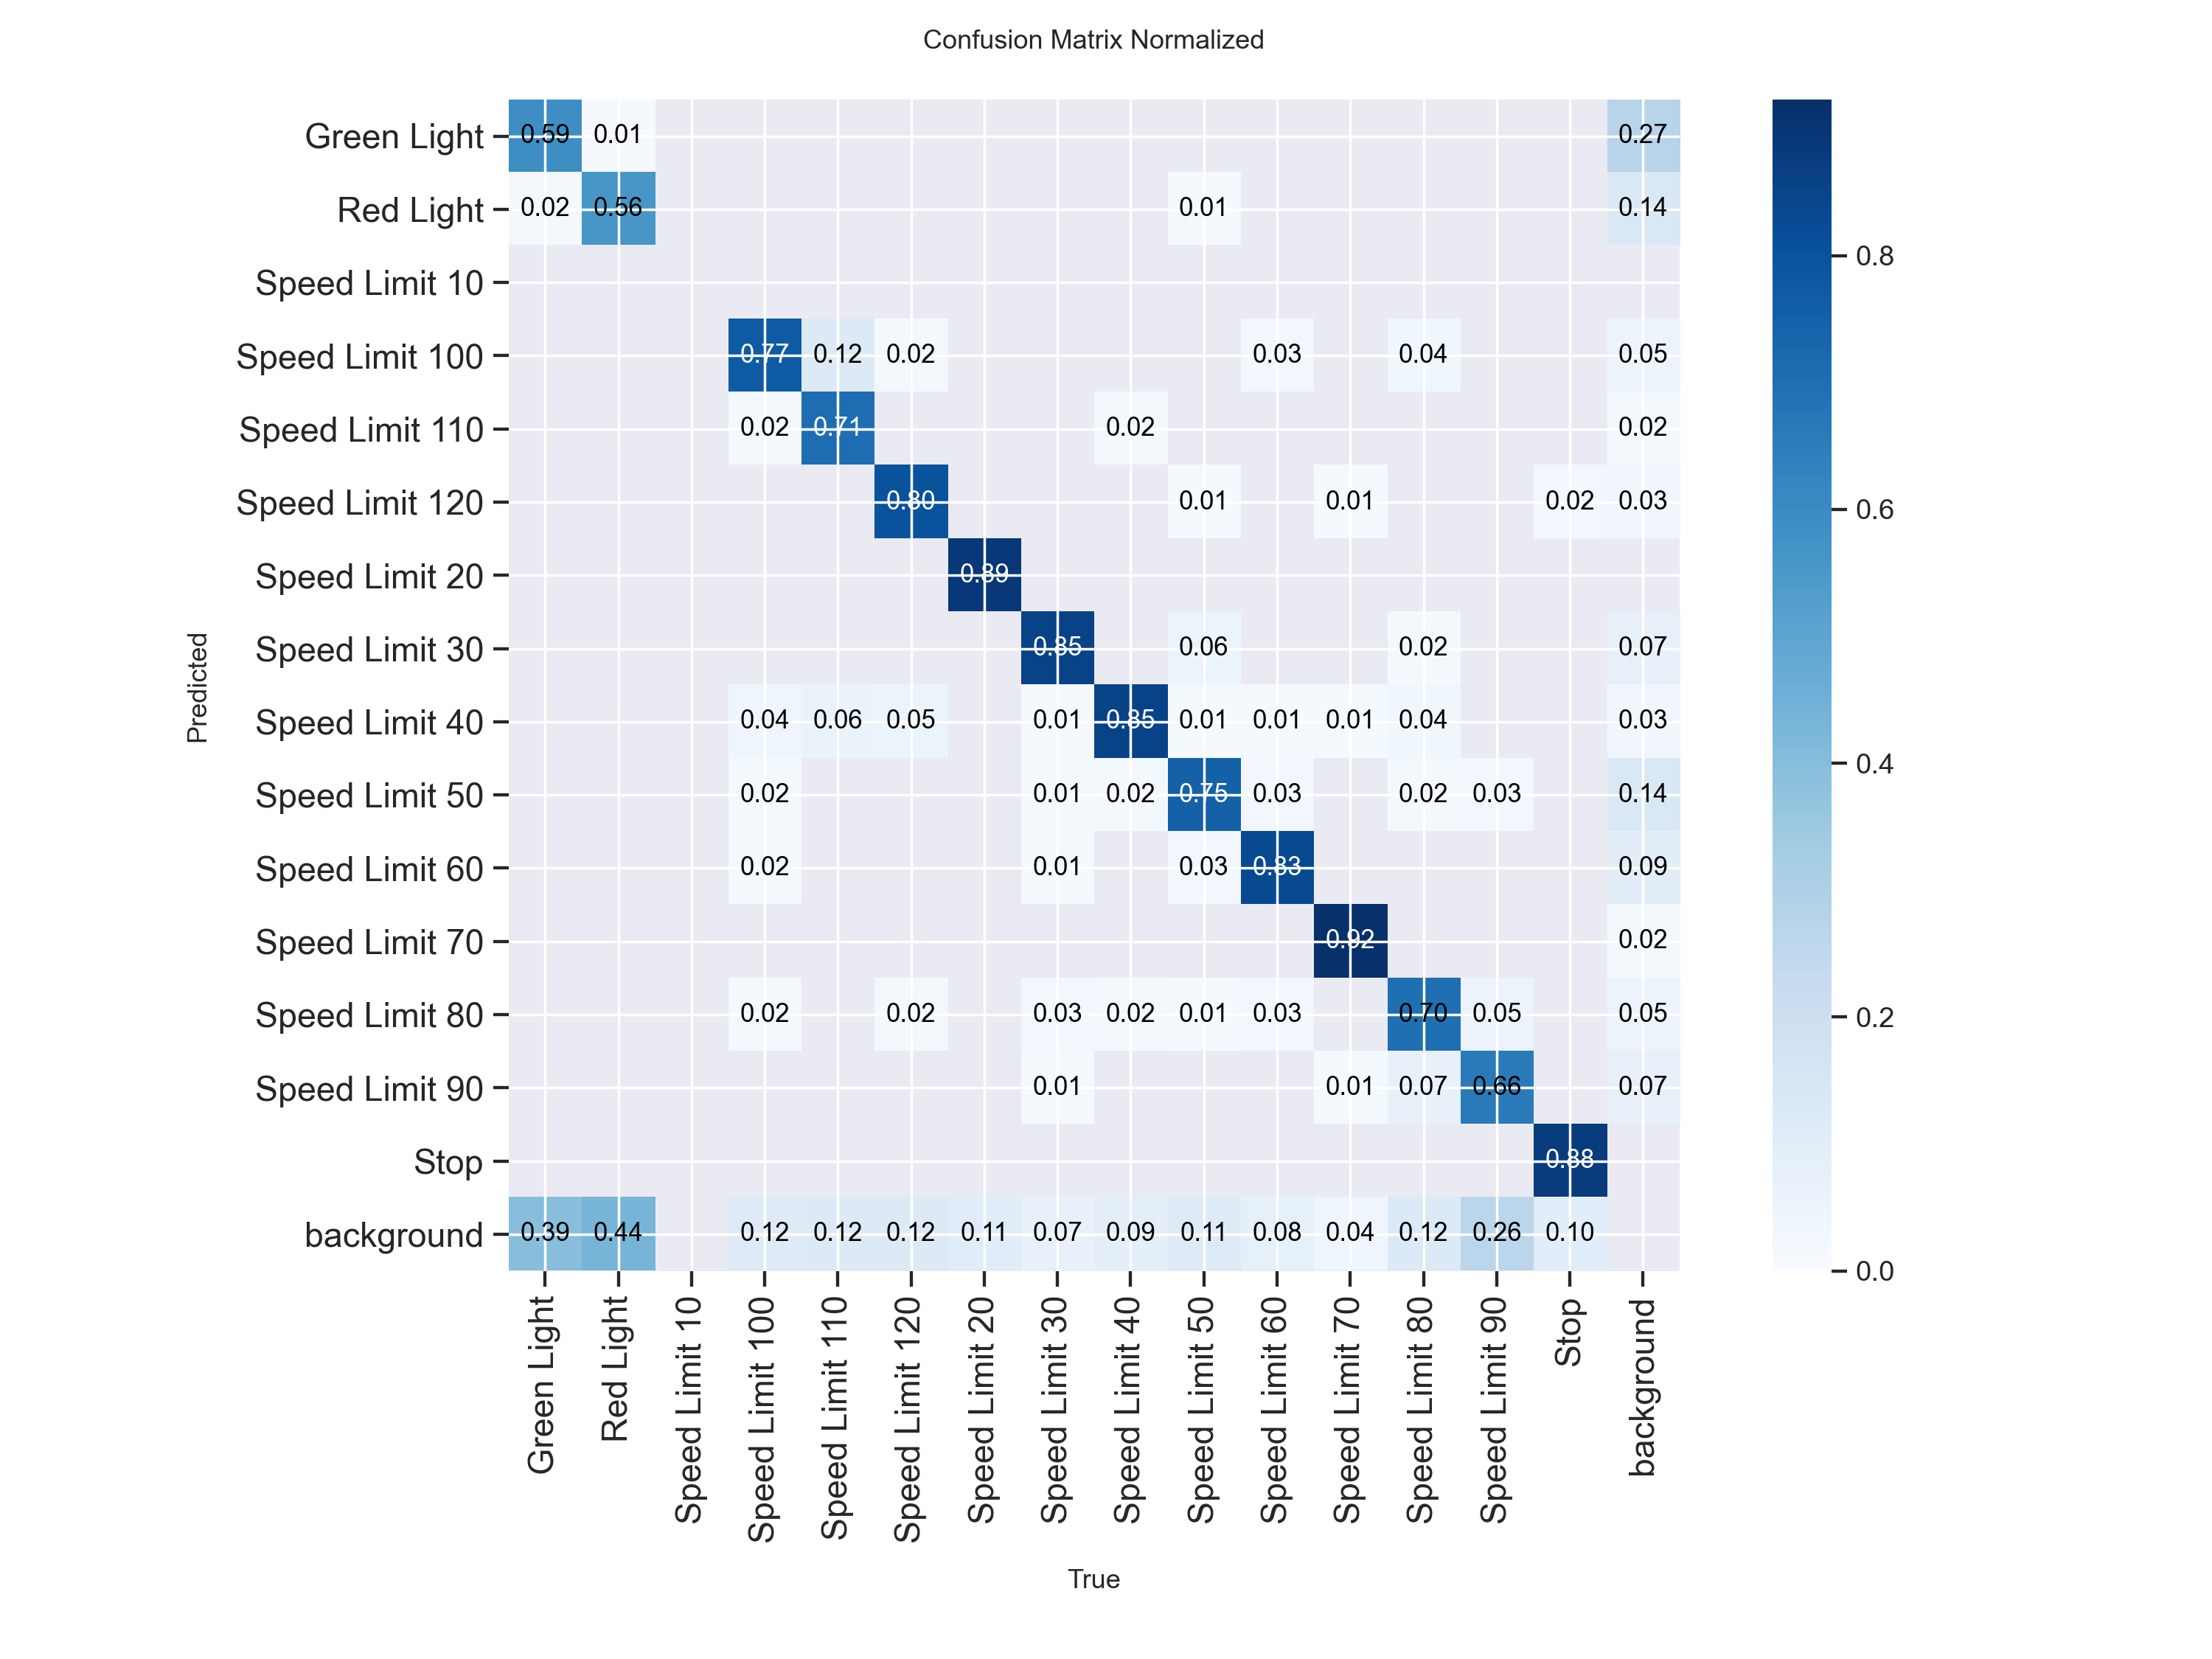 Confusion Matrix Normalized
Green Light 0.59 0.01 0.27
Red Light 0.02 0.56 0.01 0.14
Speed Limit 10
Speed Limit 100 0.77 0.12 0.02 0.03 0.04 0.05
Speed Limit 110 0.02 0.71 0.02 0.02
Speed Limit 120 0.80 0.01 0.01 0.02 0.03
Speed Limit 20 0.89
Speed Limit 30 0.85 0.06 0.02 0.07
Speed Limit 40 0.04 0.06 0.05 0.01 0.85 0.01 0.01 0.01 0.04 0.03
Speed Limit 50 0.02 0.01 0.02 0.75 0.03 0.02 0.03 0.14
Speed Limit 60 0.02 0.01 0.03 0.83 0.09
Speed Limit 70 0.92 0.02
Speed Limit 80 0.02 0.02 0.03 0.02 0.01 0.03 0.70 0.05 0.05
Speed Limit 90 0.01 0.01 0.07 0.66 0.07
Stop 0.88
background 0.39 0.44 0.12 0.12 0.12 0.11 0.07 0.09 0.11 0.08 0.04 0.12 0.26 0.10
Predicted
Green Light
Red Light
Speed Limit 10
Speed Limit 100
Speed Limit 110
Speed Limit 120
Speed Limit 20
Speed Limit 30
Speed Limit 40
Speed Limit 50
Speed Limit 60
Speed Limit 70
Speed Limit 80
Speed Limit 90
Stop
background
True
0.8
0.6
0.4
0.2
0.0